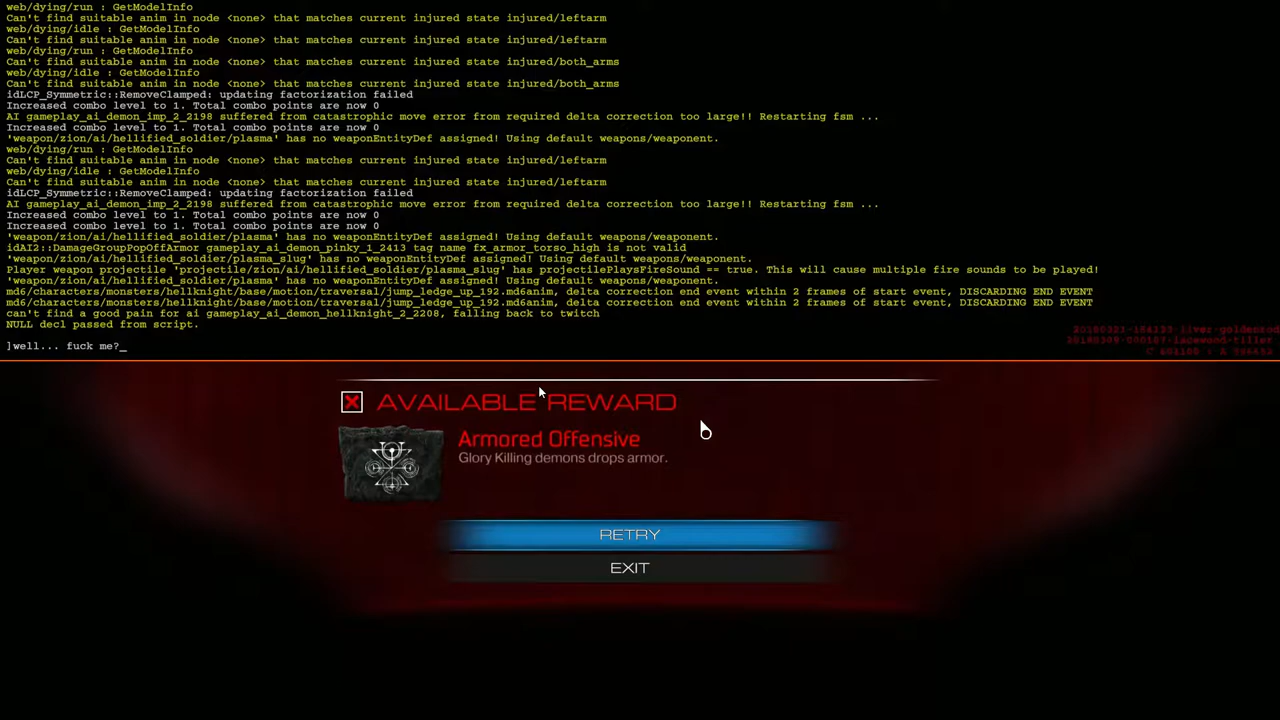 web/dying/run : GetModelInfo
Can't find suitable anim in node <none> that matches current injured state injured/leftarm
web/dying/idle : GetModelInfo
Can't find suitable anim in node <none> that matches current injured state injured/leftarm
web/dying/run : GetModelInfo
Can't find suitable anim in node <none> that matches current injured state injured/both_arms
web/dying/idle : GetModelInfo
Can't find suitable anim in node <none> that matches current injured state injured/both_arms
idLCP_Symmetric::RemoveClamped: updating factorization failed
Increased combo level to 1. Total combo points are now 0
AI gameplay_ai_demon_imp_2_2198 suffered from catastrophic move error from required delta correction too large!! Restarting fsm ...
Increased combo level to 1. Total combo points are now 0
'weapon/zion/ai/hellified_soldier/plasma' has no weaponEntityDef assigned! Using default weapons/weaponent.
web/dying/run : GetModelInfo
Can't find suitable anim in node <none> that matches current injured state injured/leftarm
web/dying/idle : GetModelInfo
Can't find suitable anim in node <none> that matches current injured state injured/leftarm
idLCP_Symmetric::RemoveClamped: updating factorization failed
AI gameplay_ai_demon_imp_2_2198 suffered from catastrophic move error from required delta correction too large!! Restarting fsm ...
Increased combo level to 1. Total combo points are now 0
Increased combo level to 1. Total combo points are now 0
'weapon/zion/ai/hellified_soldier/plasma' has no weaponEntityDef assigned! Using default weapons/weaponent.
idAI2::DamageGroupPopOffArmor gameplay_ai_demon_pinky_1_2413 tag name fx_armor_torso_high is not valid
'weapon/zion/ai/hellified_soldier/plasma_slug' has no weaponEntityDef assigned! Using default weapons/weaponent.
Player weapon projectile 'projectile/zion/ai/hellified_soldier/plasma_slug' has projectilePlaysFireSound == true. This will cause multiple fire sounds to be played!
'weapon/zion/ai/hellified_soldier/plasma' has no weaponEntityDef assigned! Using default weapons/weaponent.
md6/characters/monsters/hellknight/base/motion/traversal/jump_ledge_up_192.md6anim, delta correction end event within 2 frames of start event, DISCARDING END EVENT
md6/characters/monsters/hellknight/base/motion/traversal/jump_ledge_up_192.md6anim, delta correction end event within 2 frames of start event, DISCARDING END EVENT
can't find a good pain for ai gameplay_ai_demon_hellknight_2_2208, falling back to twitch
NULL decl passed from script.
]well... fuck me?_
AVAILABLE REWARD
Armored Offensive
Glory Killing demons drops armor.
RETRY
EXIT